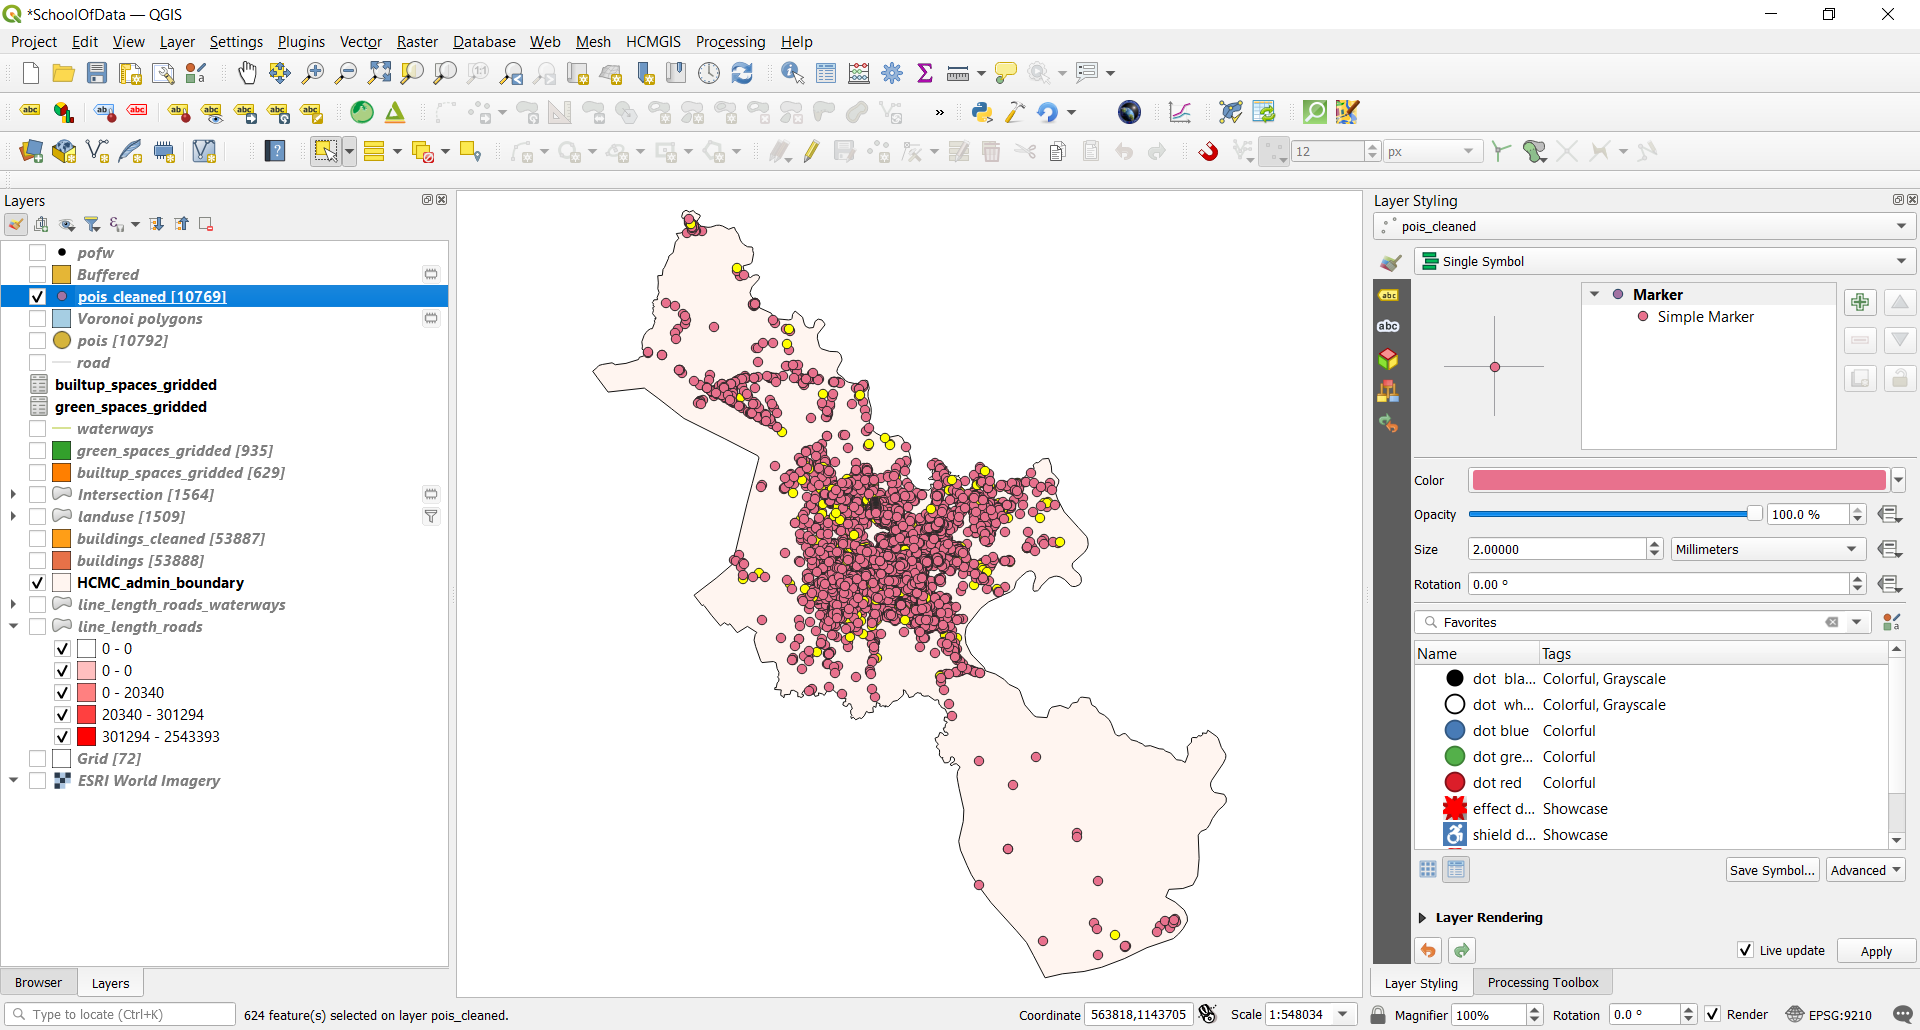 *SchoolOfData — QGIS
Project Edit View Layer Settings Plugins Vector Raster Database Web Mesh HCMGIS Processing Help
12 px
Layers
pofw
Buffered
pois_cleaned [10769]
Voronoi polygons
pois [10792]
road
builtup_spaces_gridded
green_spaces_gridded
waterways
green_spaces_gridded [935]
builtup_spaces_gridded [629]
Intersection [1564]
landuse [1509]
buildings_cleaned [53887]
buildings [53888]
HCMC_admin_boundary
line_length_roads_waterways
line_length_roads
0 - 0
0 - 0
0 - 20340
20340 - 301294
301294 - 2543393
Grid [72]
ESRI World Imagery
Browser Layers
Layer Styling
pois_cleaned
Single Symbol
Marker
Simple Marker
Color
Opacity 100.0 %
Size 2.00000 Millimeters
Rotation 0.00 °
Favorites
Name Tags
dot bla... Colorful, Grayscale
dot wh... Colorful, Grayscale
dot blue Colorful
dot gre... Colorful
dot red Colorful
effect d... Showcase
shield d... Showcase
Save Symbol... Advanced
Layer Rendering
Live update Apply
Layer Styling Processing Toolbox
Type to locate (Ctrl+K) 624 feature(s) selected on layer pois_cleaned. Coordinate 563818,1143705 Scale 1:548034 Magnifier 100% Rotation 0.0 ° Render EPSG:9210